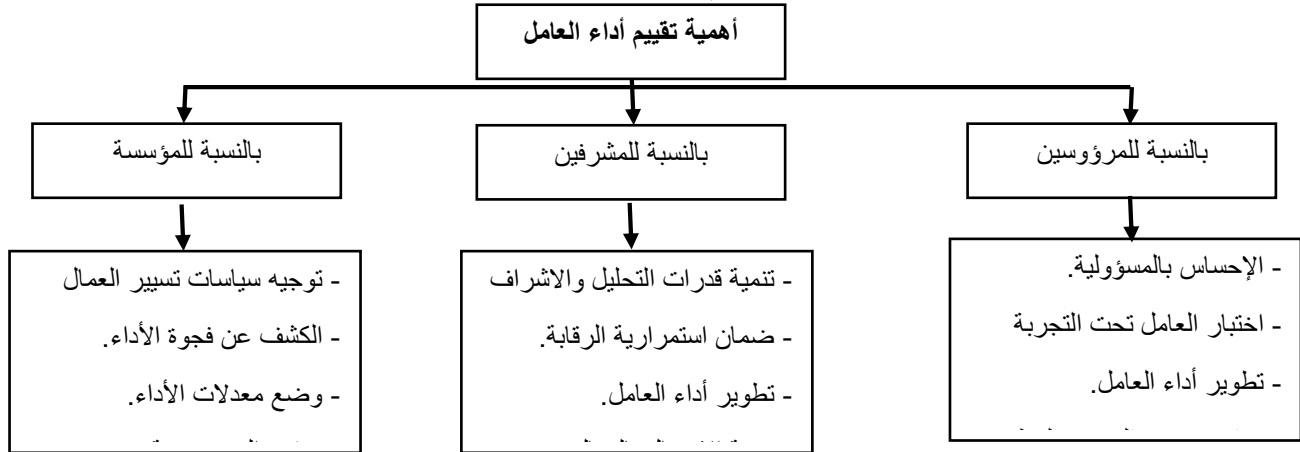 أهمية تقييم أداء العامل
بالنسبة للمرؤوسين
بالنسبة للمشرفين
بالنسبة للمؤسسة
- الإحساس بالمسؤولية.
- اختبار العامل تحت التجربة
- تطوير أداء العامل.
- تنمية قدرات التحليل والاشراف
- ضمان استمرارية الرقابة.
- تطوير أداء العامل.
- توجيه سياسات تسيير العمال
- الكشف عن فجوة الأداء.
- وضع معدلات الأداء.